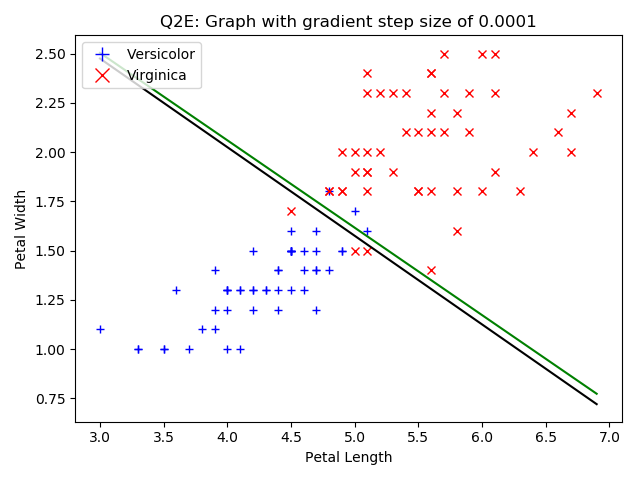 Q2E: Graph with gradient step size of 0.0001
Versicolor
Virginica
2.50
2.25
2.00
1.75
1.50
1.25
1.00
0.75
Petal Width
3.0 3.5 4.0 4.5 5.0 5.5 6.0 6.5 7.0
Petal Length